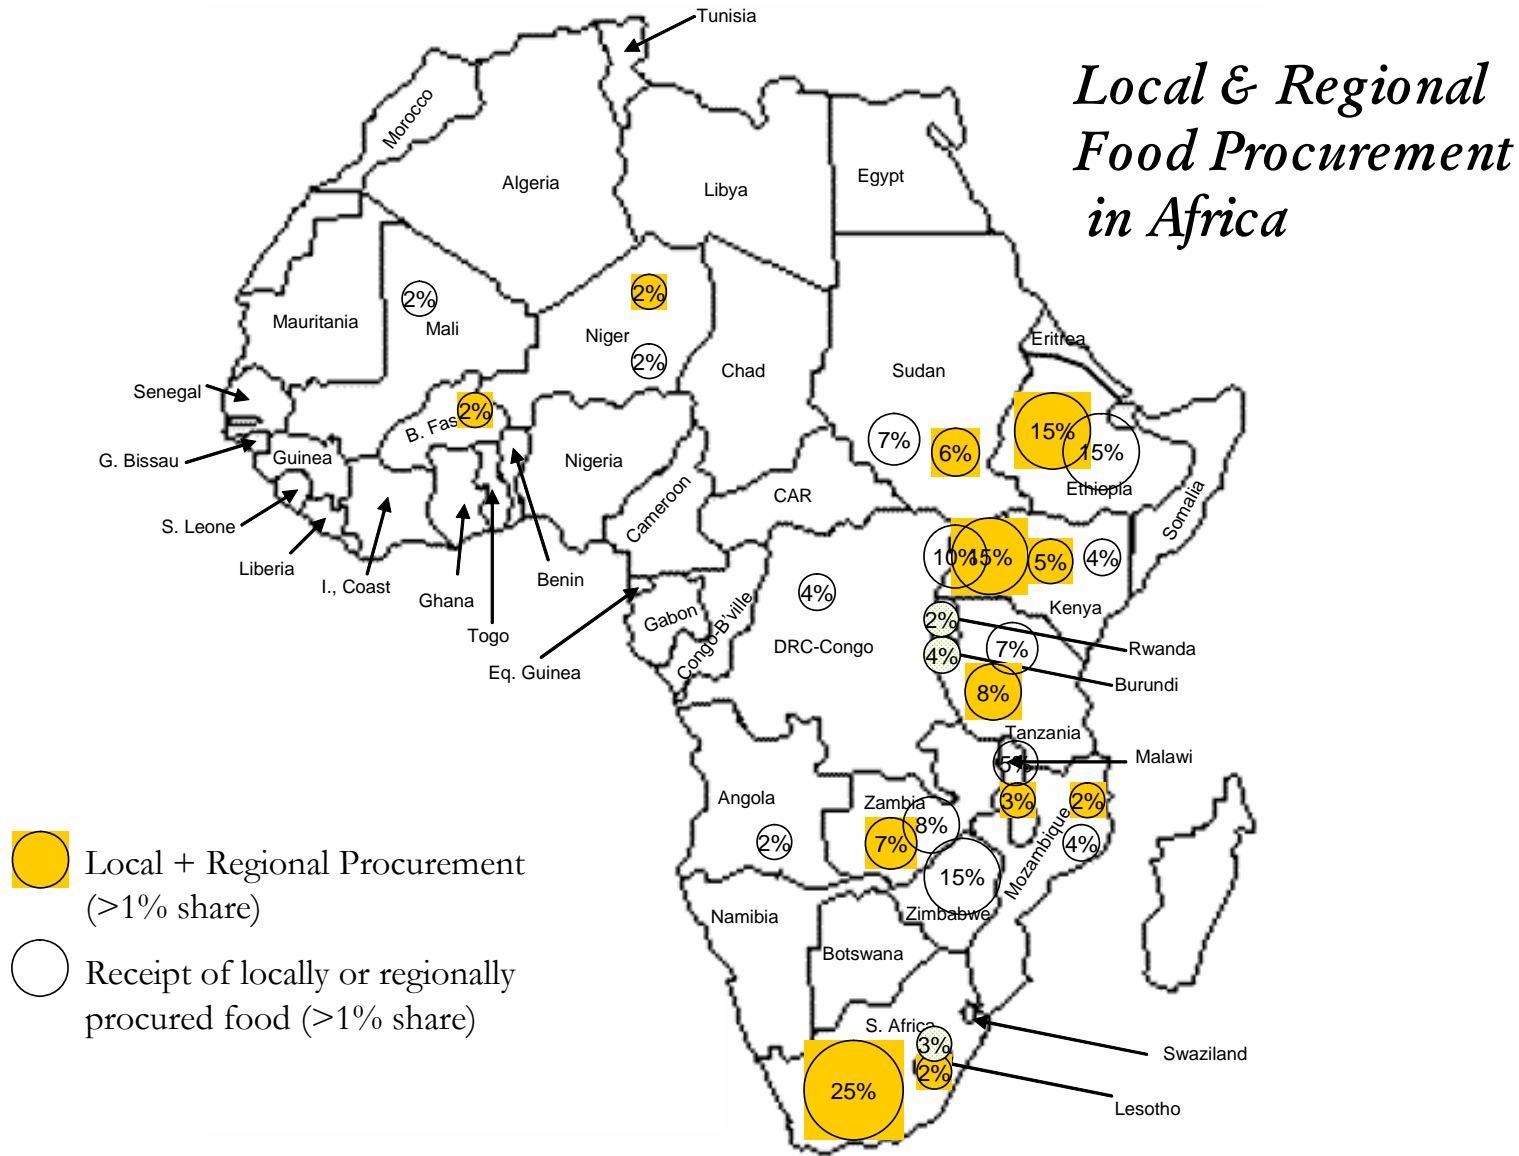 Tunisia
Local & Regional
Food Procurement
in Africa
Morocco
Algeria
Libya
Egypt
2%
2%
Mauritania
Mali
Niger
Eritrea
2%
Chad
Sudan
Senegal
2%
B. Fas
15%
7%
6%
15%
G. Bissau
Guinea
Nigeria
Ethiopia
CAR
Cameroon
Somalia
S. Leone
Liberia
I., Coast
Ghana
Benin
10%
15%
5%
4%
4%
Kenya
Togo
Gabon
Congo-B'ville
2%
Eq. Guinea
DRC-Congo
4%
7%
Rwanda
Burundi
8%
Tanzania
Malawi
5%
Angola
Zambia
3%
2%
8%
Mozambique
2%
7%
4%
Local + Regional Procurement
(>1% share)
15%
Namibia
Zimbabwe
Botswana
Receipt of locally or regionally
procured food (>1% share)
S. Africa
3%
Swaziland
2%
25%
Lesotho